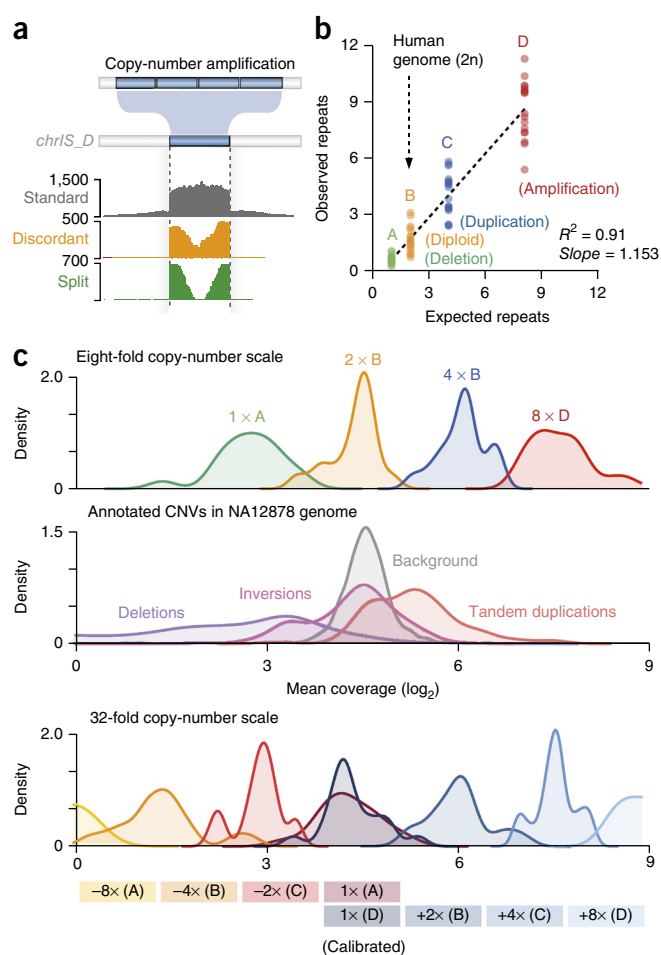 a
Copy-number amplification
chrIS_D
1,500
Standard
500
Discordant
700
Split
b
Human
genome (2n)
Observed repeats
12
9
6
3
0
A
B
C
D
(Amplification)
(Duplication)
(Diploid)
(Deletion)
R² = 0.91
Slope = 1.153
0
3
6
9
12
Expected repeats
c
Eight-fold copy-number scale
2.0
Density
1 × A
2 × B
4 × B
8 × D
Annotated CNVs in NA12878 genome
1.5
Density
0
Deletions
Inversions
Background
Tandem duplications
0
3
6
9
Mean coverage (log₂)
32-fold copy-number scale
2.0
Density
0
0
3
6
9
–8× (A)
–4× (B)
–2× (C)
1× (A)
1× (D)
+2× (B)
+4× (C)
+8× (D)
(Calibrated)